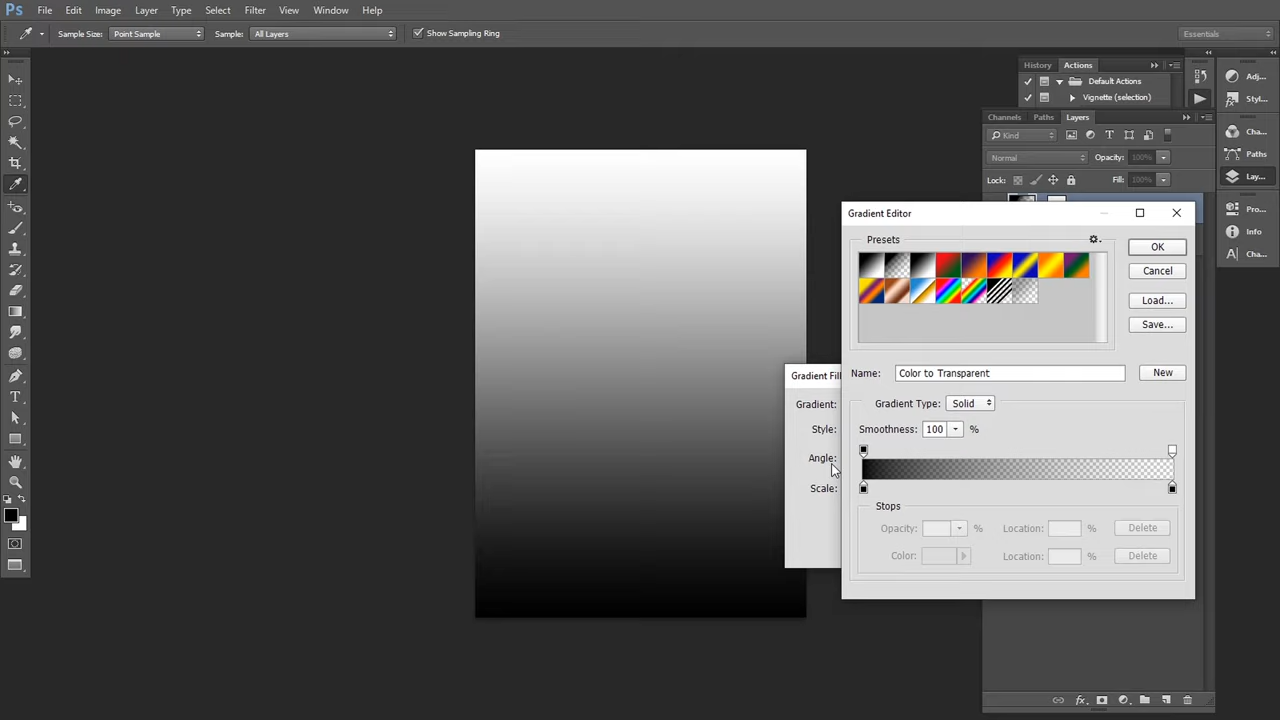 Ps File Edit Image Layer Type Select Filter View Window Help
Sample Size: Point Sample Sample: All Layers Show Sampling Ring Essentials
History Actions
Default Actions
Vignette (selection)
Adj...
Styl...
Channels Paths Layers
Kind
Cha...
Normal Opacity: 100%
Paths
Lock: Fill: 100%
Lay...
Pro...
Info
Cha...
Gradient Editor
Presets
OK
Cancel
Load...
Save...
Name: Color to Transparent New
Gradient Fill
Gradient:
Style:
Angle:
Scale:
Gradient Type: Solid
Smoothness: 100 %
Stops
Opacity: % Location: % Delete
Color: Location: % Delete